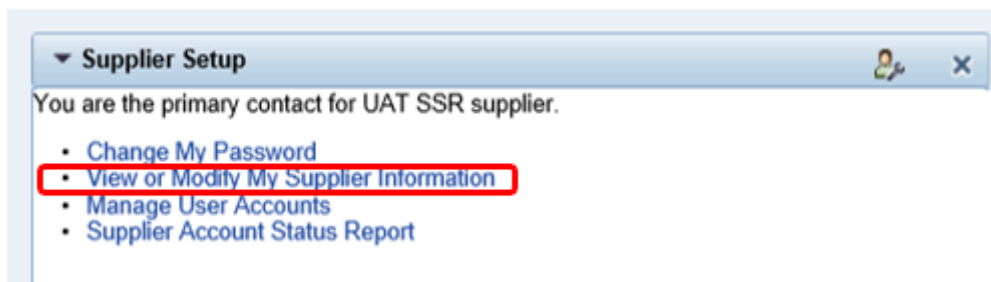 Supplier Setup
You are the primary contact for UAT SSR supplier.
• Change My Password
• View or Modify My Supplier Information
• Manage User Accounts
• Supplier Account Status Report